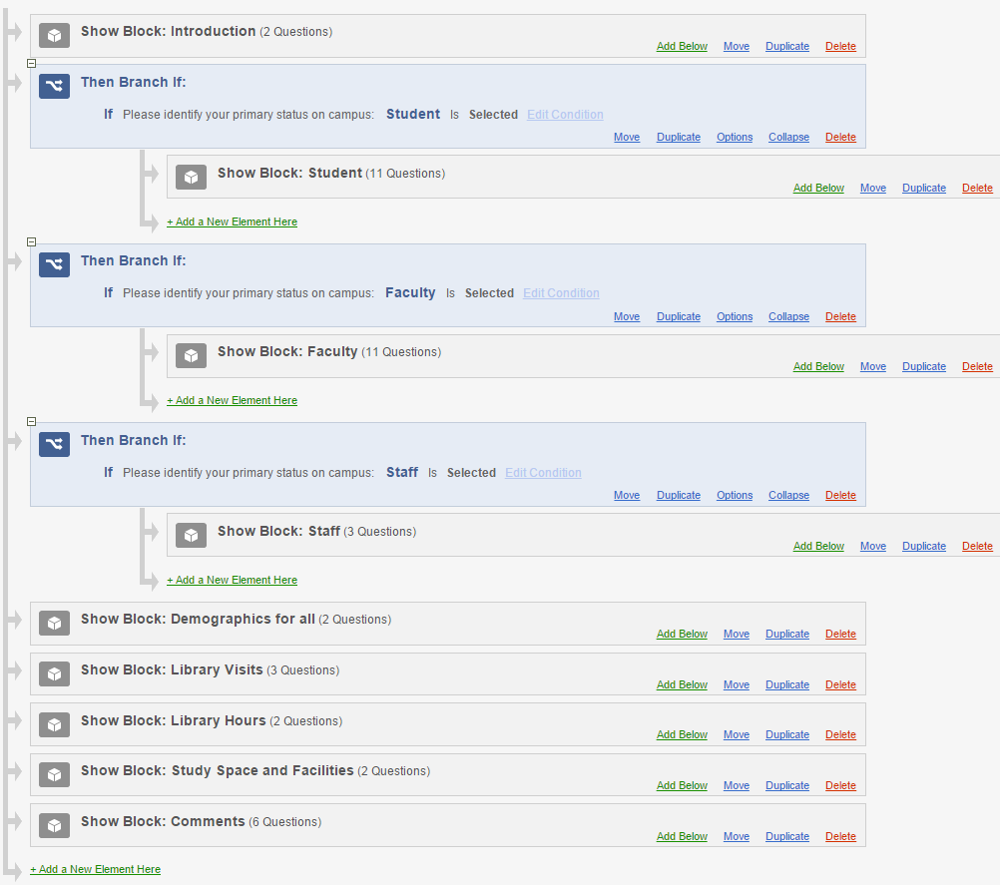 Show Block: Introduction (2 Questions)
Add Below Move Duplicate Delete
Then Branch If:
If Please identify your primary status on campus: Student Is Selected Edit Condition
Move Duplicate Options Collapse Delete
Show Block: Student (11 Questions)
Add Below Move Duplicate Delete
+ Add a New Element Here
Then Branch If:
If Please identify your primary status on campus: Faculty Is Selected Edit Condition
Move Duplicate Options Collapse Delete
Show Block: Faculty (11 Questions)
Add Below Move Duplicate Delete
+ Add a New Element Here
Then Branch If:
If Please identify your primary status on campus: Staff Is Selected Edit Condition
Move Duplicate Options Collapse Delete
Show Block: Staff (3 Questions)
Add Below Move Duplicate Delete
+ Add a New Element Here
Show Block: Demographics for all (2 Questions)
Add Below Move Duplicate Delete
Show Block: Library Visits (3 Questions)
Add Below Move Duplicate Delete
Show Block: Library Hours (2 Questions)
Add Below Move Duplicate Delete
Show Block: Study Space and Facilities (2 Questions)
Add Below Move Duplicate Delete
Show Block: Comments (6 Questions)
Add Below Move Duplicate Delete
+ Add a New Element Here